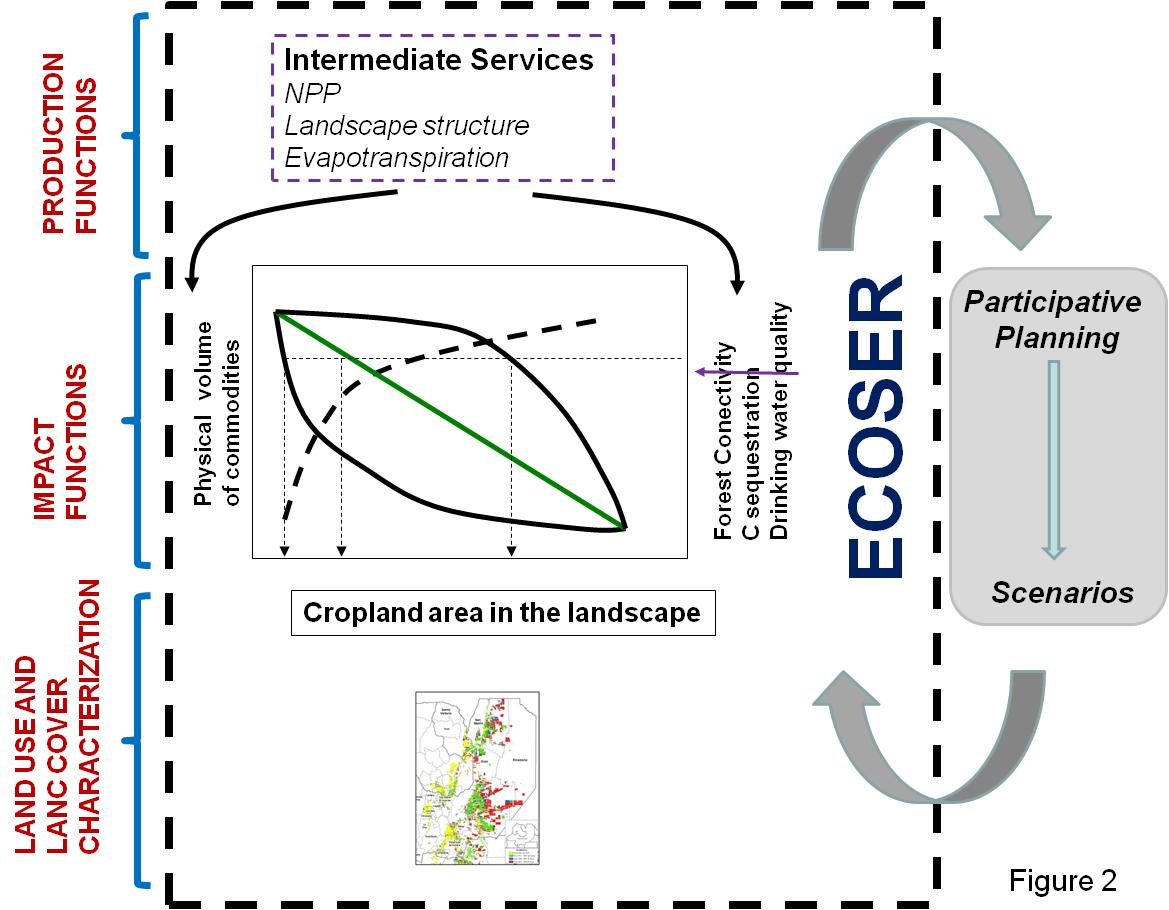 PRODUCTION
FUNCTIONS
Intermediate Services
NPP
Landscape structure
Evapotranspiration
IMPACT
FUNCTIONS
Physical volume
of commodities
Forest Conectivity
C sequestration
Drinking water quality
ECOSER
Participative
Planning
Scenarios
Cropland area in the landscape
LAND USE AND
LANC COVER
CHARACTERIZATION
Figure 2